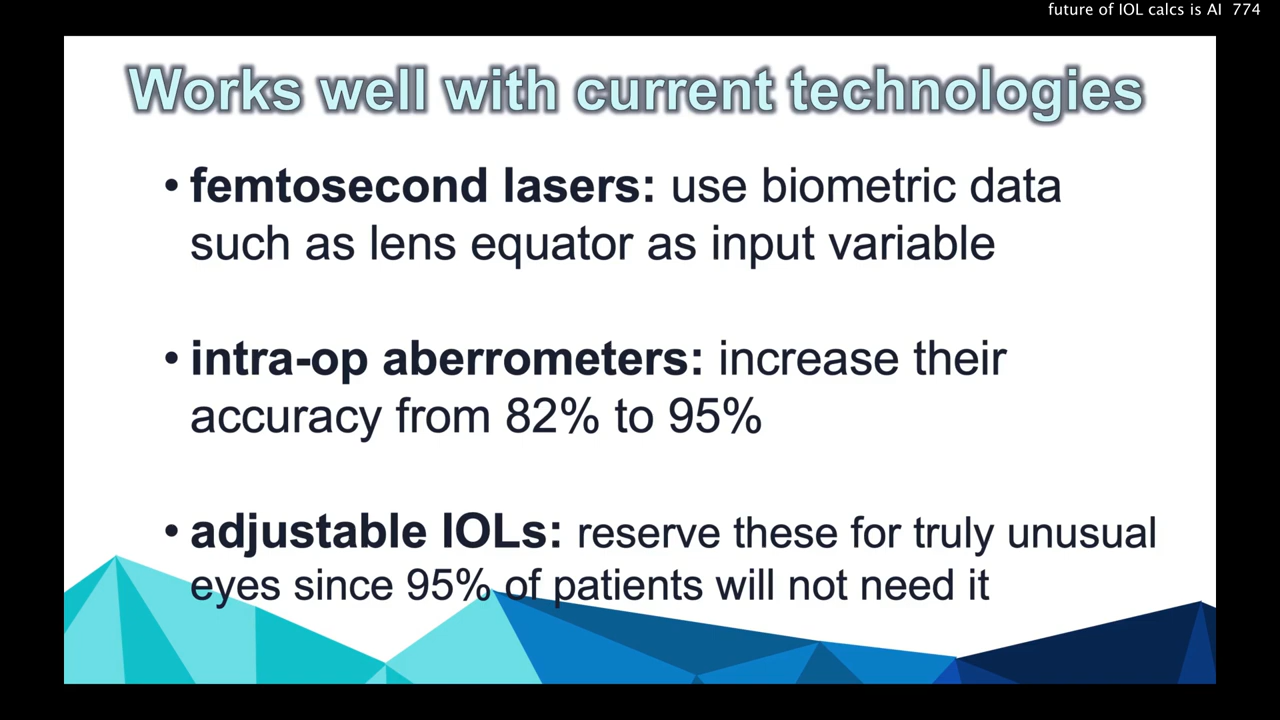 future of IOL calcs is AI 774
Works well with current technologies
• femtosecond lasers: use biometric data
such as lens equator as input variable
• intra-op aberrometers: increase their
accuracy from 82% to 95%
• adjustable IOLs: reserve these for truly unusual
eyes since 95% of patients will not need it